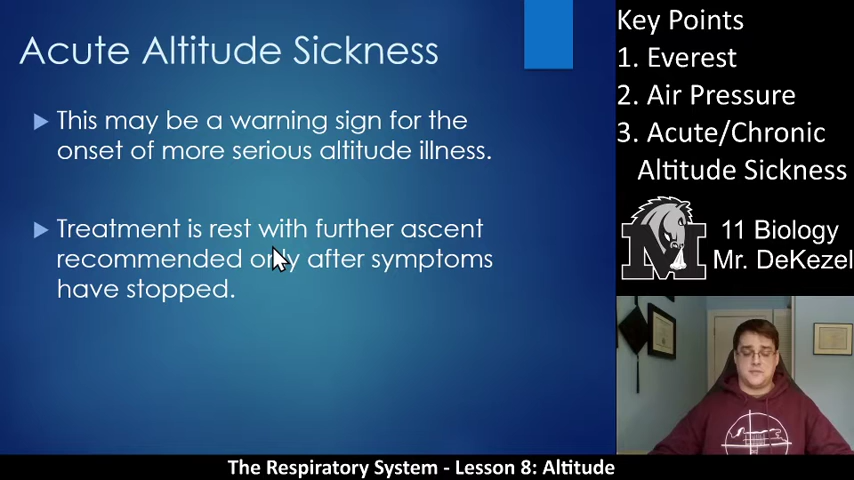 Acute Altitude Sickness
This may be a warning sign for the
onset of more serious altitude illness.
Treatment is rest with further ascent
recommended only after symptoms
have stopped.
Key Points
1. Everest
2. Air Pressure
3. Acute/Chronic
Altitude Sickness
M
11 Biology
Mr. DeKezel
The Respiratory System - Lesson 8: Altitude